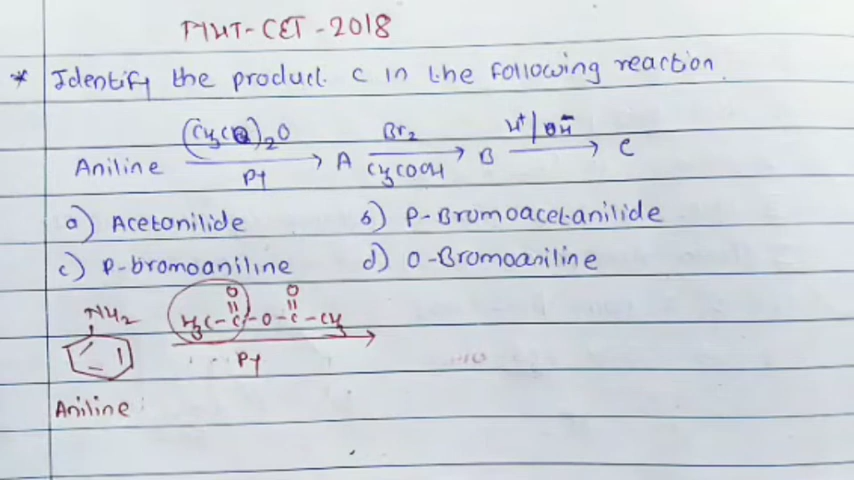 MHT-CET-2018
* Identify the product c in the following reaction
Aniline (CH3CO)2O Py → A Br2 CH3COOH → B H+/OH- → C
a) Acetanilide b) P-Bromoacetanilide
c) P-bromoaniline d) O-Bromoaniline
NH2 H3C-C-O-C-CH3 O O
Py
Aniline